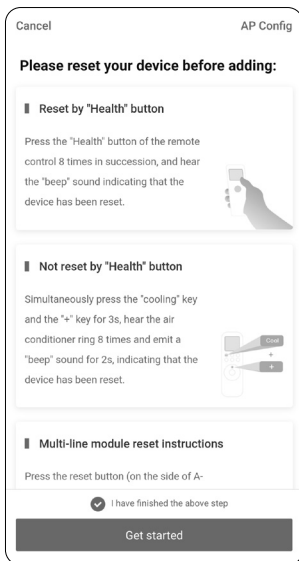 Cancel
AP Config
Please reset your device before adding:
Reset by "Health" button
Press the "Health" button of the remote
control 8 times in succession, and hear
the "beep" sound indicating that the
device has been reset.
Not reset by "Health" button
Simultaneously press the "cooling" key
and the "+" key for 3s, hear the air
conditioner ring 8 times and emit a
"beep" sound for 2s, indicating that the
device has been reset.
Cool
+
+
Multi-line module reset instructions
Press the reset button (on the side of A-
I have finished the above step
Get started